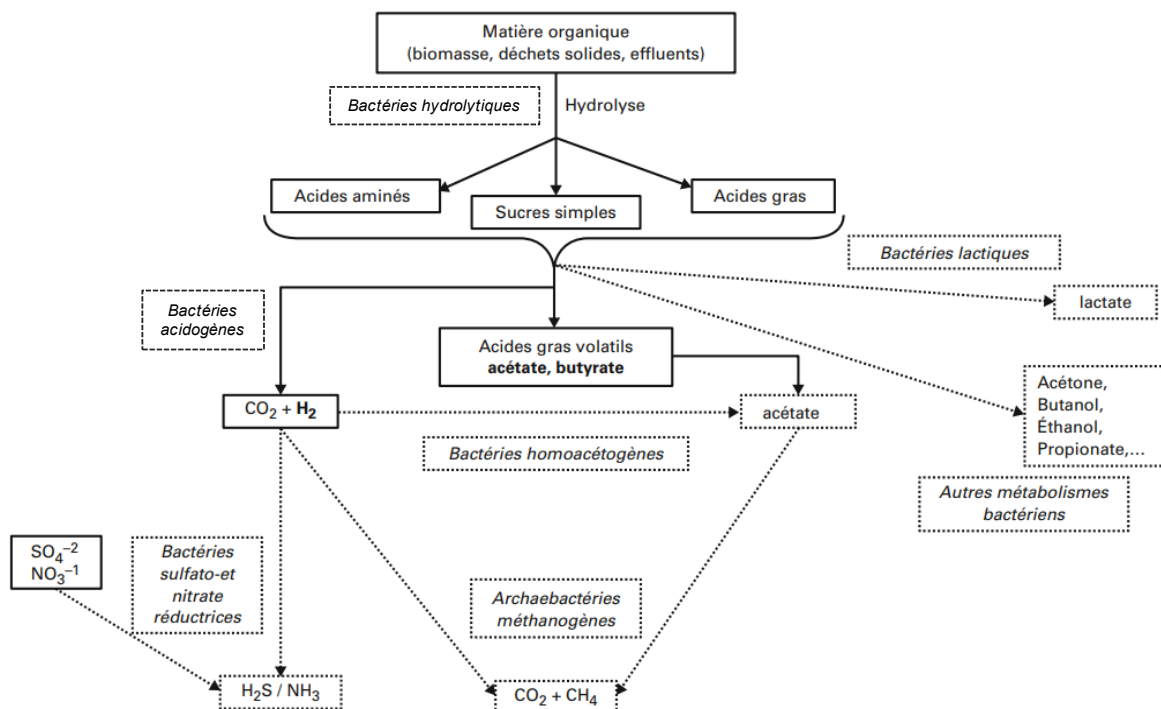 Matière organique
(biomasse, déchets solides, effluents)
Bactéries hydrolytiques
Hydrolyse
Acides aminés
Sucres simples
Acides gras
Bactéries lactiques
lactate
Bactéries
acidogènes
Acides gras volatils
acétate, butyrate
Acétone,
Butanol,
Éthanol,
Propionate,...
CO₂ + H₂
acétate
Bactéries homoacétogènes
Autres métabolismes
bactériens
SO₄⁻²
NO₃⁻¹
Bactéries
sulfato-et
nitrate
réductrices
Archaebactéries
méthanogènes
H₂S / NH₃
CO₂ + CH₄